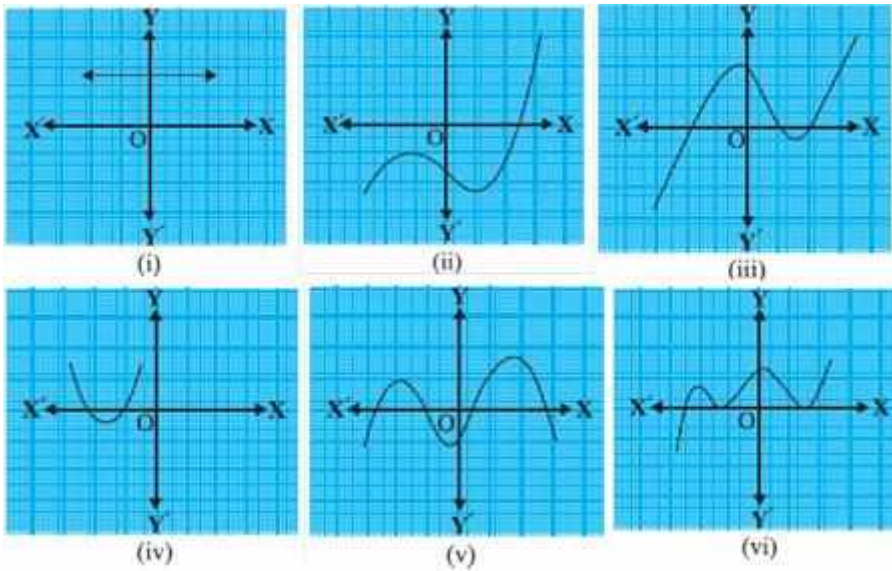 Y Y Y
X′ O X X′ O X X′ O X
Y′ Y′ Y′
(i) (ii) (iii)
Y Y Y
X′ O X X′ O X X′ O X
Y′ Y′ Y′
(iv) (v) (vi)